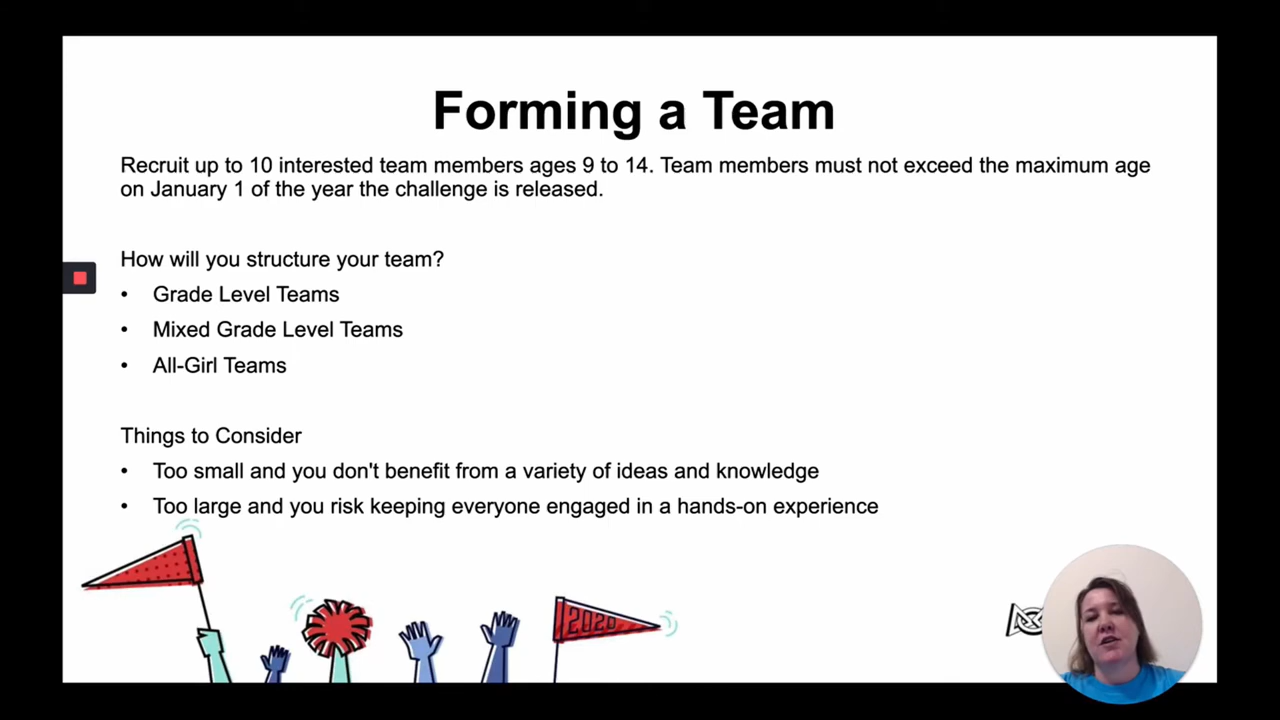 Forming a Team
Recruit up to 10 interested team members ages 9 to 14. Team members must not exceed the maximum age
on January 1 of the year the challenge is released.
How will you structure your team?
• Grade Level Teams
• Mixed Grade Level Teams
• All-Girl Teams
Things to Consider
• Too small and you don't benefit from a variety of ideas and knowledge
• Too large and you risk keeping everyone engaged in a hands-on experience
2020